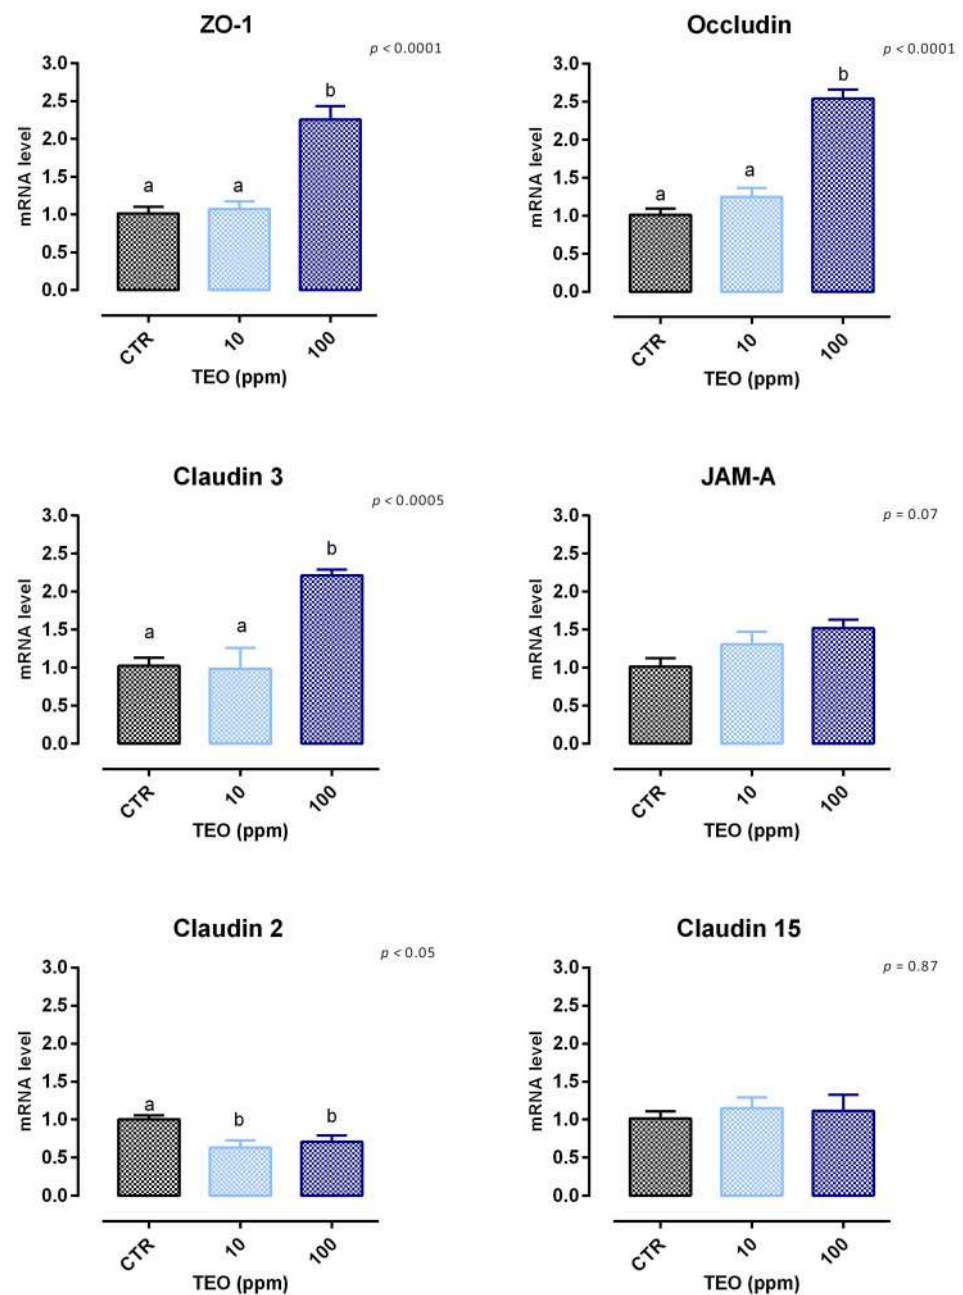 ZO-1
p < 0.0001
3.0
b
2.5
2.0
mRNA level
1.5
a
a
1.0
0.5
0.0
CTR
10
100
TEO (ppm)
Occludin
p < 0.0001
3.0
b
2.5
2.0
mRNA level
1.5
a
a
1.0
0.5
0.0
CTR
10
100
TEO (ppm)
Claudin 3
p < 0.0005
3.0
b
2.5
2.0
mRNA level
1.5
a
a
1.0
0.5
0.0
CTR
10
100
TEO (ppm)
JAM-A
p = 0.07
3.0
2.5
2.0
mRNA level
1.5
1.0
0.5
0.0
CTR
10
100
TEO (ppm)
Claudin 2
p < 0.05
3.0
2.5
2.0
mRNA level
1.5
a
b
b
1.0
0.5
0.0
CTR
10
100
TEO (ppm)
Claudin 15
p = 0.87
3.0
2.5
2.0
mRNA level
1.5
1.0
0.5
0.0
CTR
10
100
TEO (ppm)